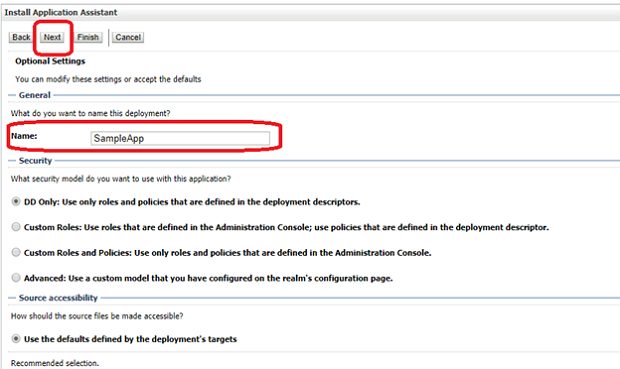 Install Application Assistant
Back Next Finish Cancel
Optional Settings
You can modify these settings or accept the defaults
General
What do you want to name this deployment?
Name: SampleApp
Security
What security model do you want to use with this application?
DD Only: Use only roles and policies that are defined in the deployment descriptors.
Custom Roles: Use roles that are defined in the Administration Console; use policies that are defined in the deployment descriptor.
Custom Roles and Policies: Use only roles and policies that are defined in the Administration Console.
Advanced: Use a custom model that you have configured on the realm's configuration page.
Source accessibility
How should the source files be made accessible?
Use the defaults defined by the deployment's targets
Recommended selection.